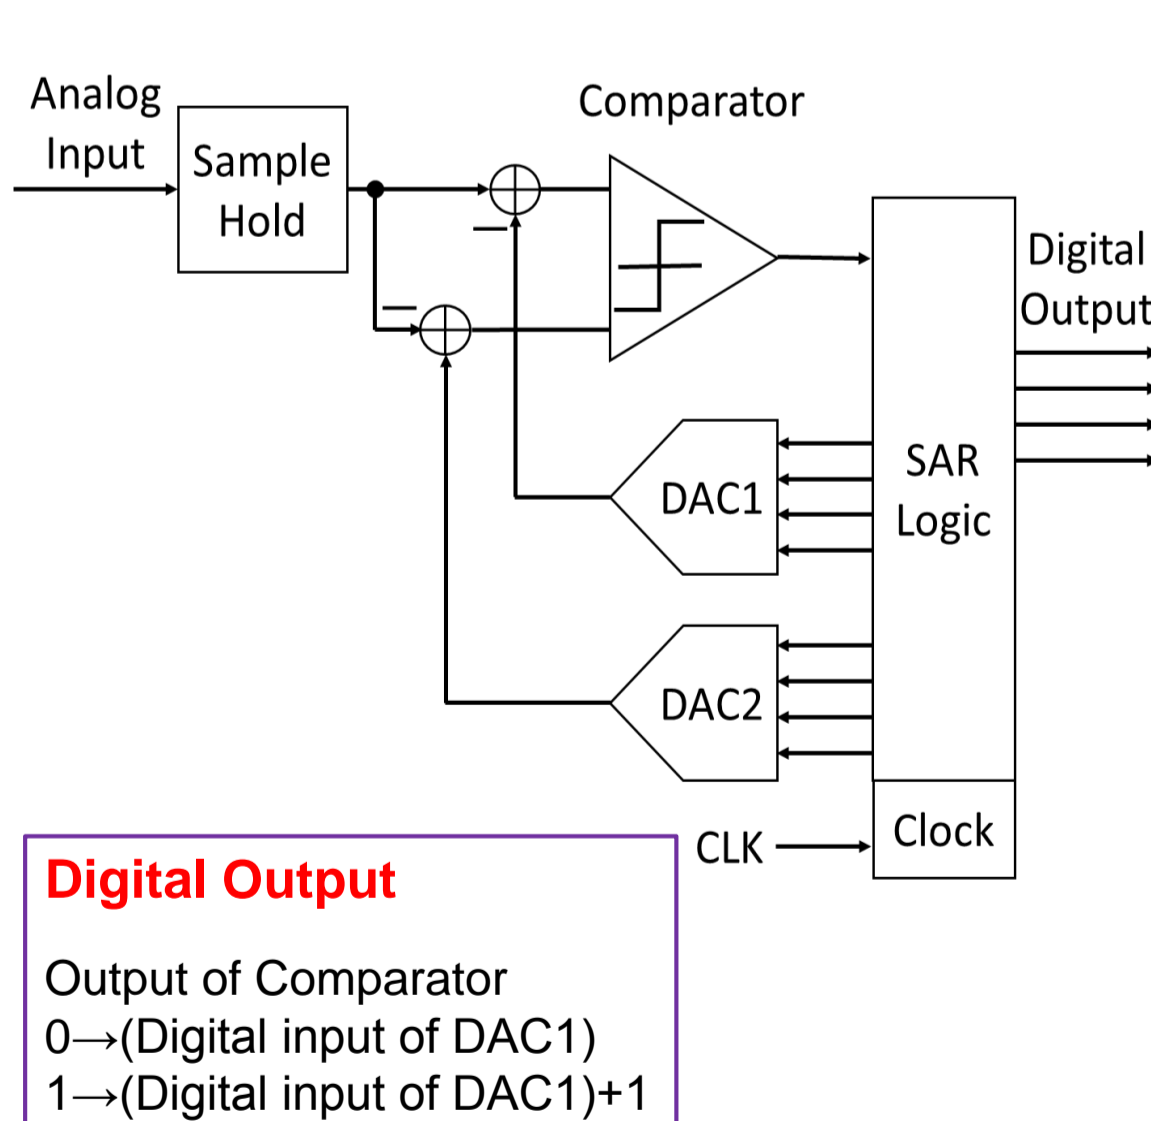 Analog
Input
Sample
Hold
Comparator
Digital
Output
SAR
Logic
DAC1
DAC2
CLK
Clock
Digital Output
Output of Comparator
0→(Digital input of DAC1)
1→(Digital input of DAC1)+1